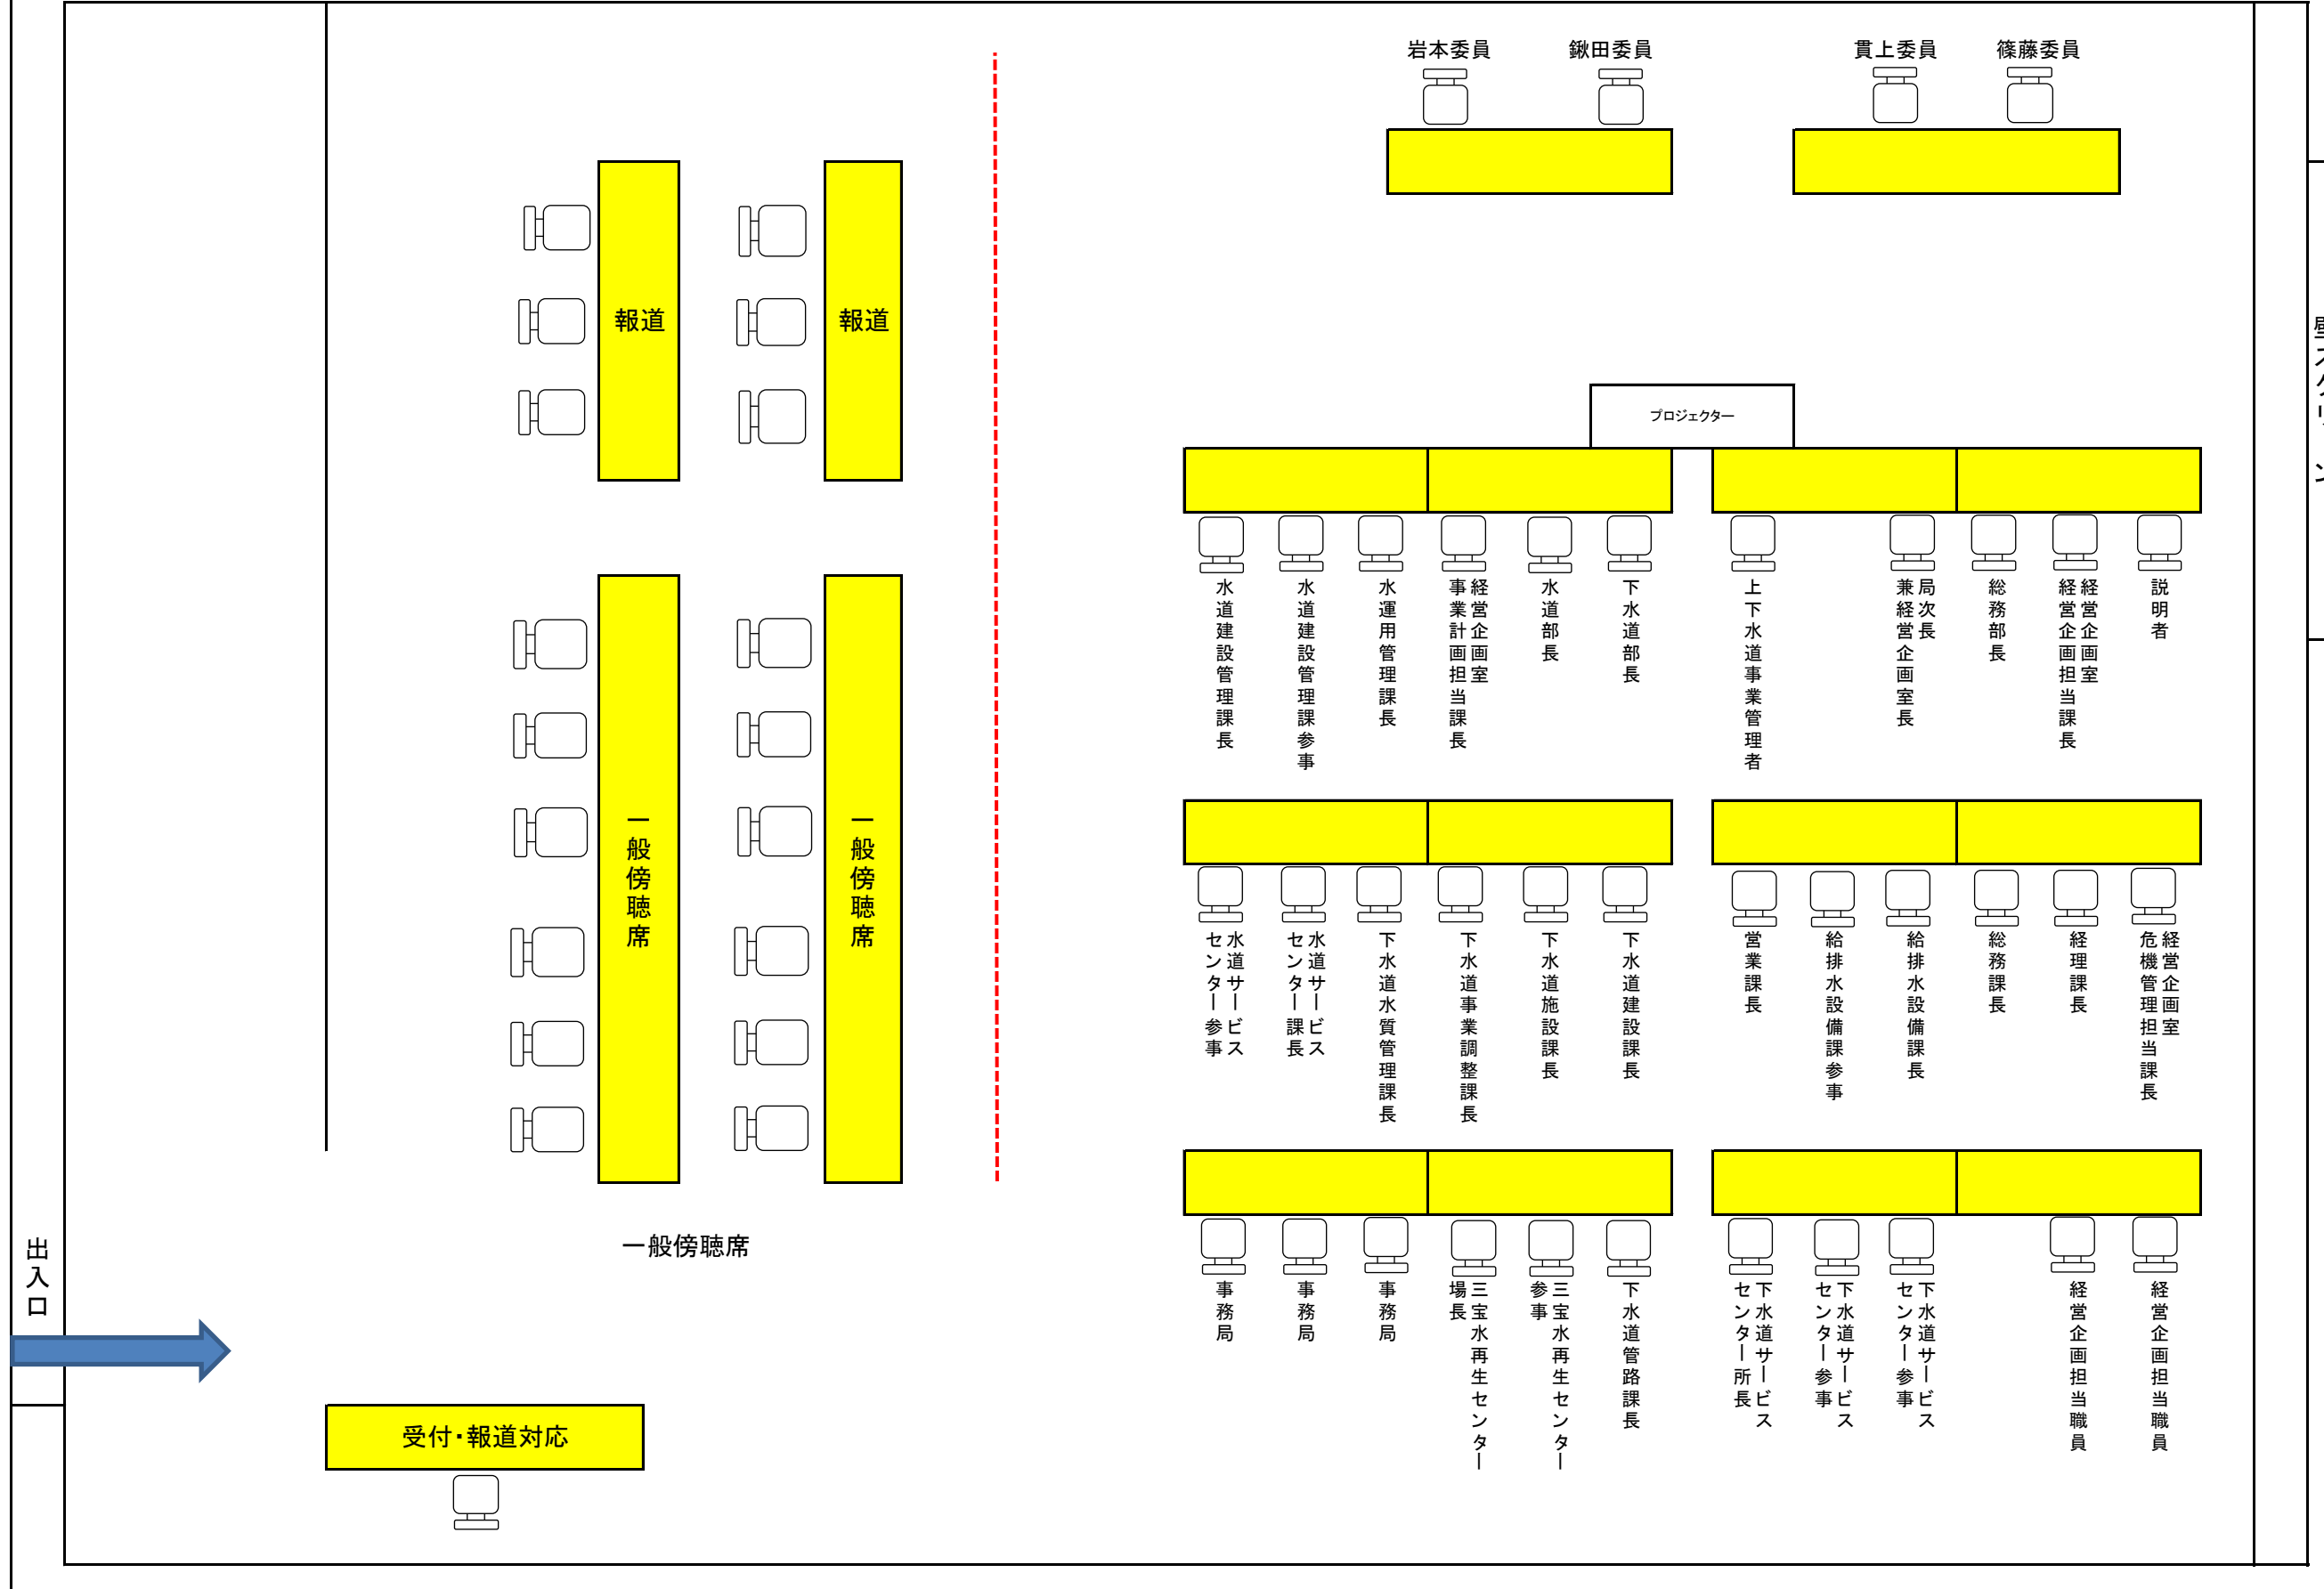 岩本委員
鍬田委員
貫上委員
篠藤委員
報道
報道
壁スクリーン
プロジェクター
水道建設管理課長
水道建設管理課参事
水運用管理課長
経営企画室
事業計画担当課長
水道部長
下水道部長
上下水道事業管理者
局次長
兼経営企画室長
総務部長
経営企画室
経営企画担当課長
説明者
一般傍聴席
一般傍聴席
水道サービス
センター参事
水道サービス
センター課長
下水道水質管理課長
下水道事業調整課長
下水道施設課長
下水道建設課長
営業課長
給排水設備課参事
給排水設備課長
総務課長
経理課長
経営企画室
危機管理担当課長
一般傍聴席
出入口
事務局
事務局
事務局
三宝水再生センター
場長
三宝水再生センター
参事
下水道管路課長
下水道サービス
センター所長
下水道サービス
センター参事
下水道サービス
センター参事
経営企画担当職員
経営企画担当職員
受付・報道対応